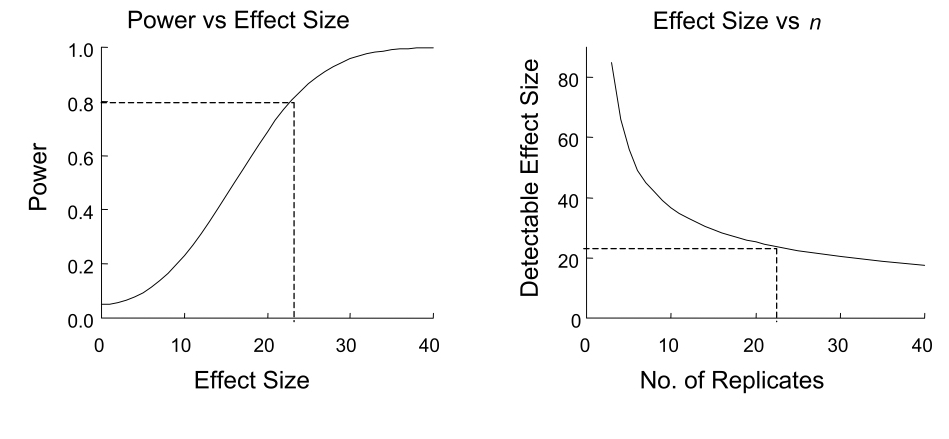 Power vs Effect Size
1.0
0.8
0.6
0.4
0.2
0.0
Power
0 10 20 30 40
Effect Size
Effect Size vs n
80
60
40
20
0
Detectable Effect Size
0 10 20 30 40
No. of Replicates